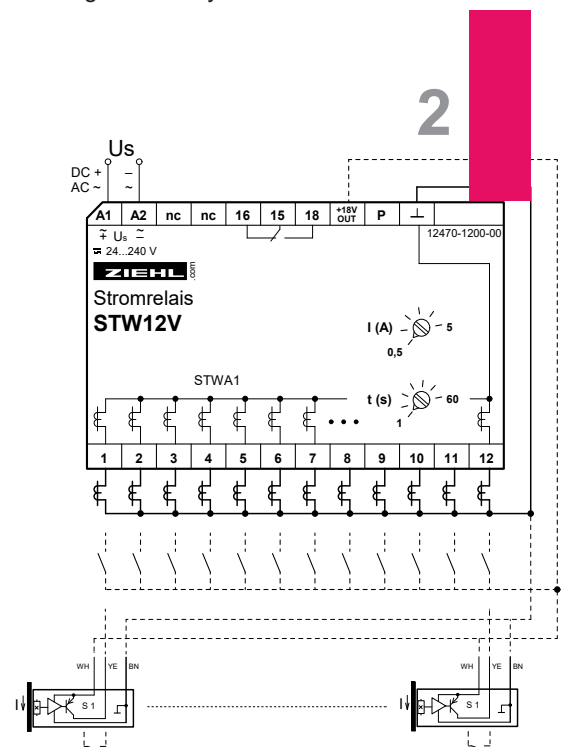 2
Us
DC + –
AC ~ ~
A1 A2 nc nc 16 15 18 +18V OUT P ⊥
∓ Us ≃
24...240 V
12470-1200-00
ZIEHL .com
Stromrelais
STW12V
I (A) 5
0,5
STWA1
t (s) 60
1
1 2 3 4 5 6 7 8 9 10 11 12
WH YE BN WH YE BN
I S 1 I S 1